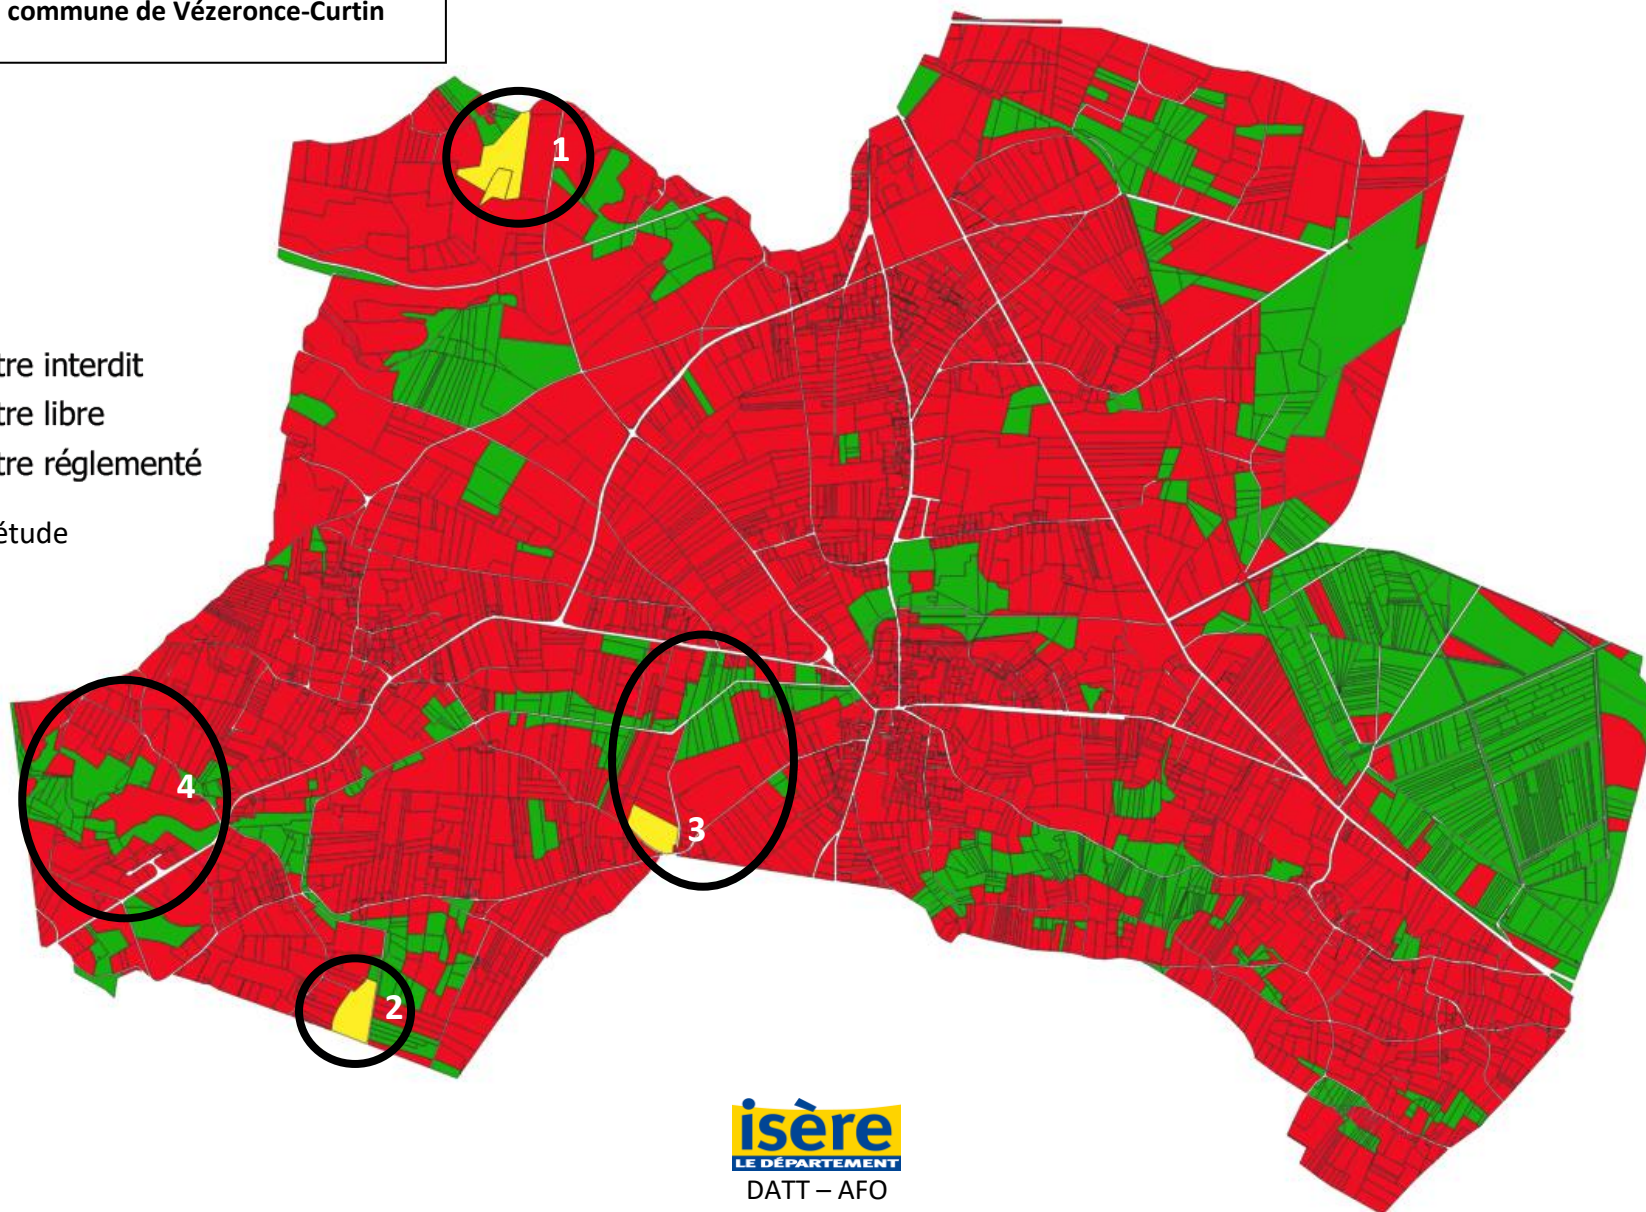 commune de Vézeronce-Curtin
1
tre interdit
tre libre
tre réglementé
étude
4
3
2
isère
LE DÉPARTEMENT
DATT – AFO